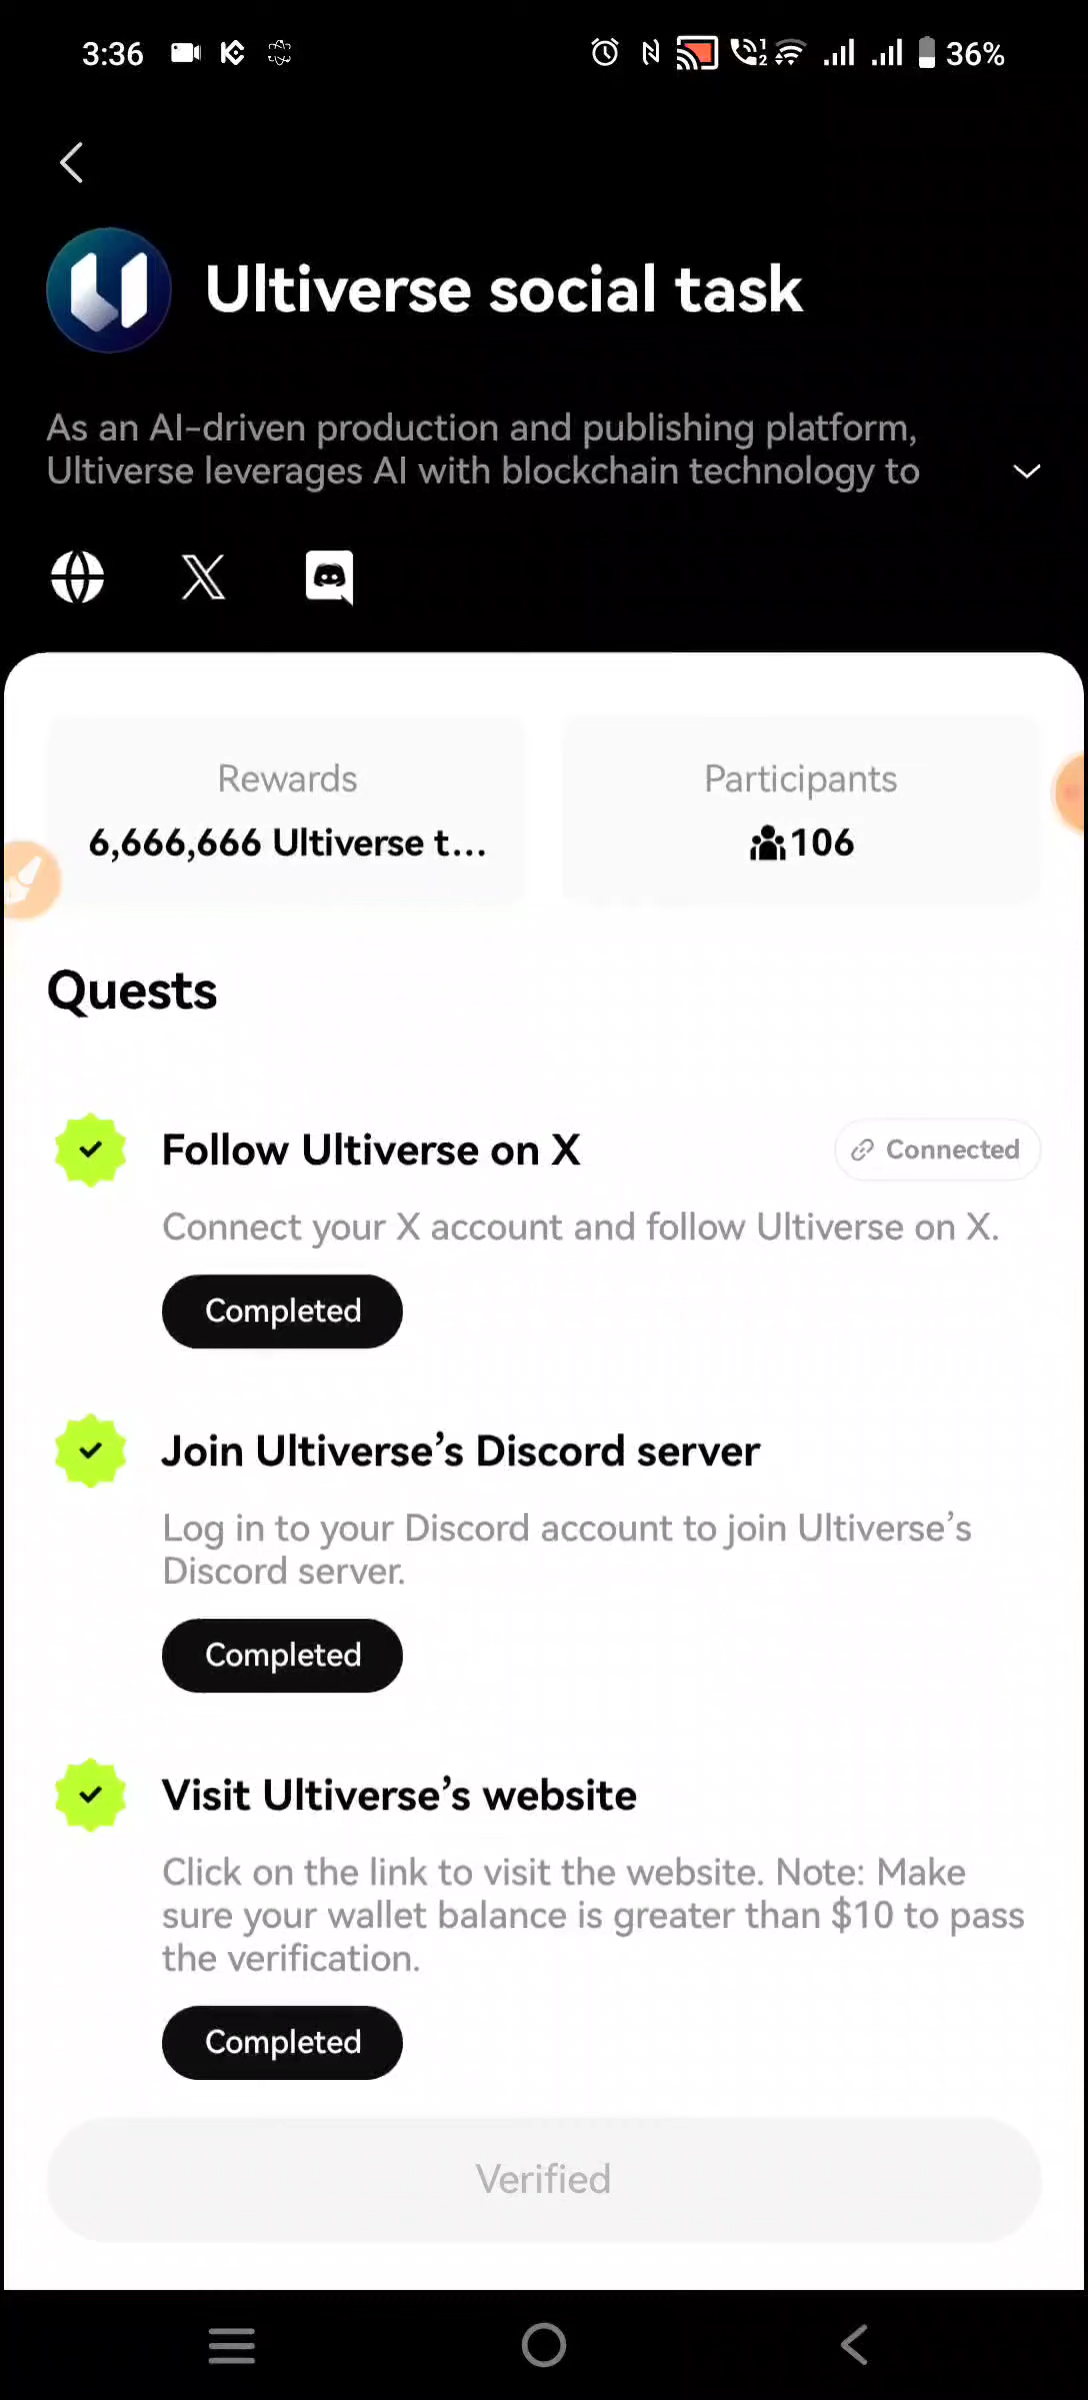 3:36
36%
Ultiverse social task
As an AI-driven production and publishing platform,
Ultiverse leverages AI with blockchain technology to
Rewards
6,666,666 Ultiverse t...
Participants
106
Quests
Follow Ultiverse on X
Connected
Connect your X account and follow Ultiverse on X.
Completed
Join Ultiverse’s Discord server
Log in to your Discord account to join Ultiverse’s
Discord server.
Completed
Visit Ultiverse’s website
Click on the link to visit the website. Note: Make
sure your wallet balance is greater than $10 to pass
the verification.
Completed
Verified